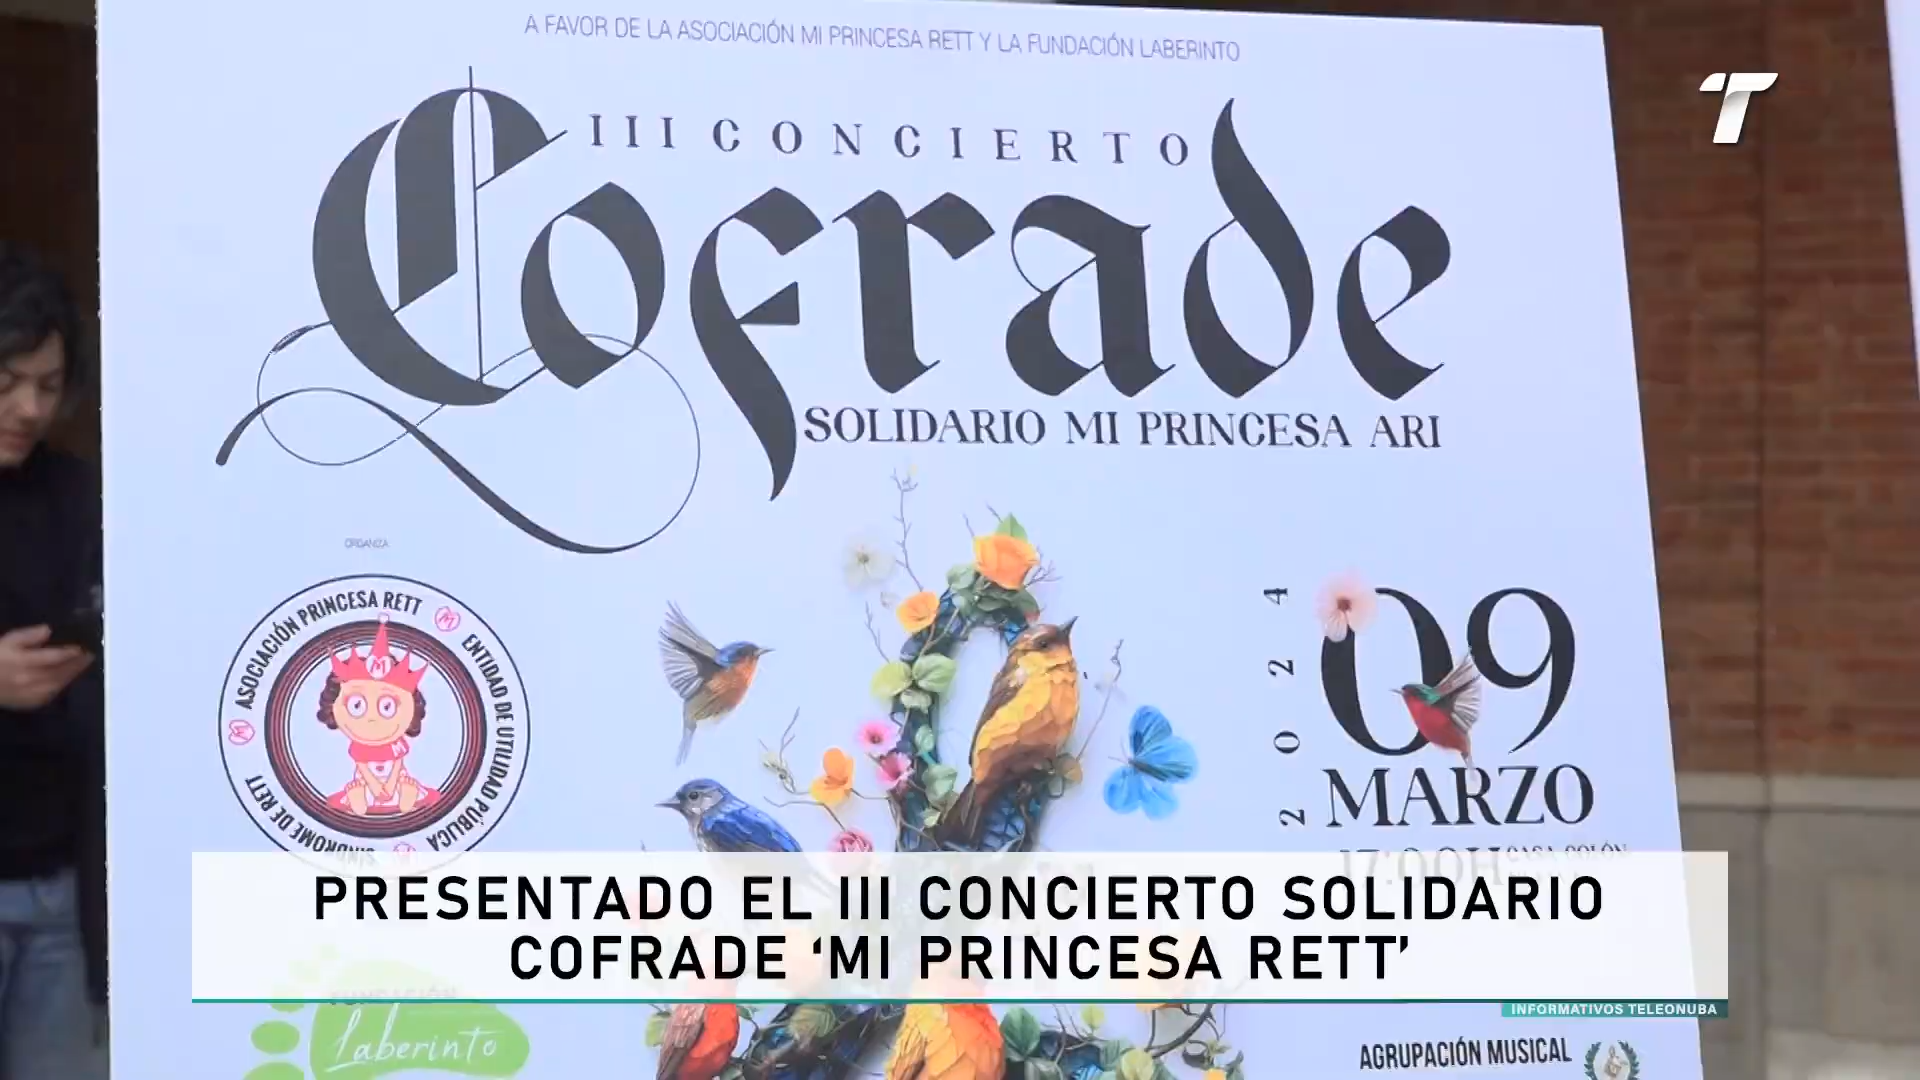 A FAVOR DE LA ASOCIACIÓN MI PRINCESA RETT Y LA FUNDACIÓN LABERINTO
III CONCIERTO
Cofrade
SOLIDARIO MI PRINCESA ARI
ORGANIZA
ASOCIACIÓN PRINCESA RETT
ENTIDAD DE UTILIDAD PÚBLICA
SÍNDROME DE RETT
M
2024
09
MARZO
17:00H CASA COLÓN
PRESENTADO EL III CONCIERTO SOLIDARIO
COFRADE ‘MI PRINCESA RETT’
INFORMATIVOS TELEONUBA
FUNDACIÓN
laberinto
AGRUPACIÓN MUSICAL